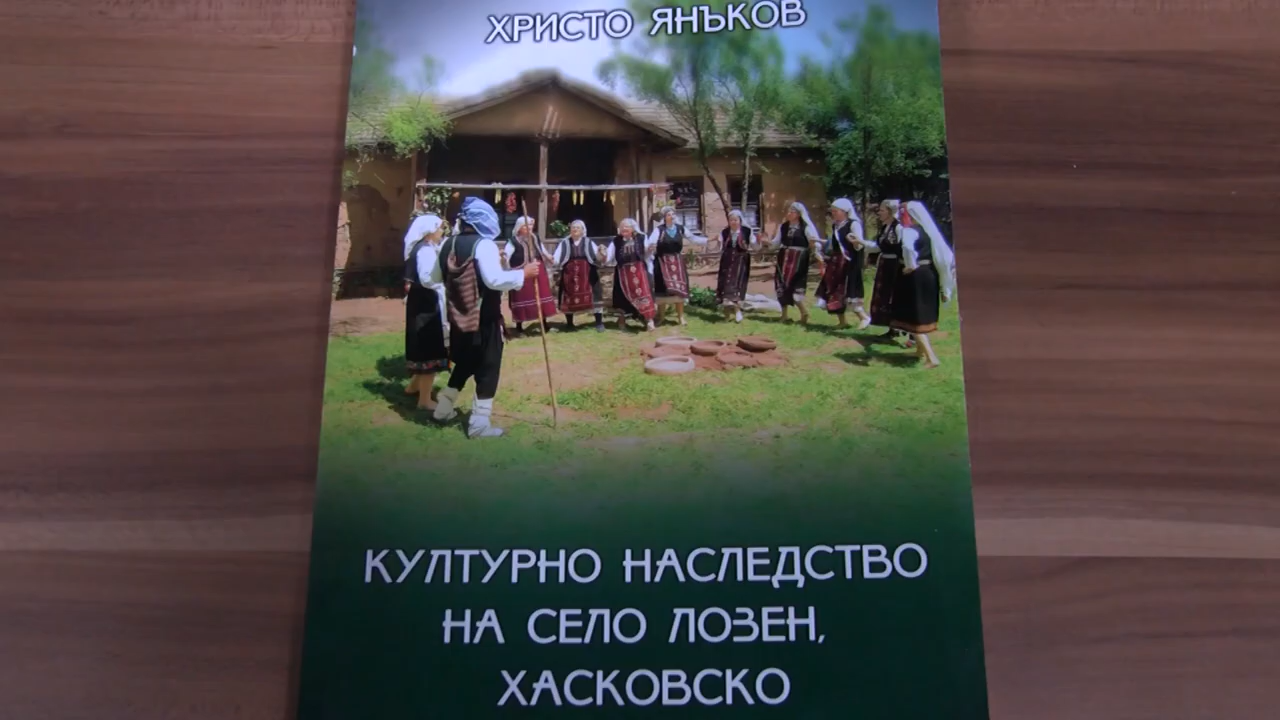 ХРИСТО ЯНЪКОВ
КУЛТУРНО НАСЛЕДСТВО
НА СЕЛО ЛОЗЕН,
ХАСКОВСКО